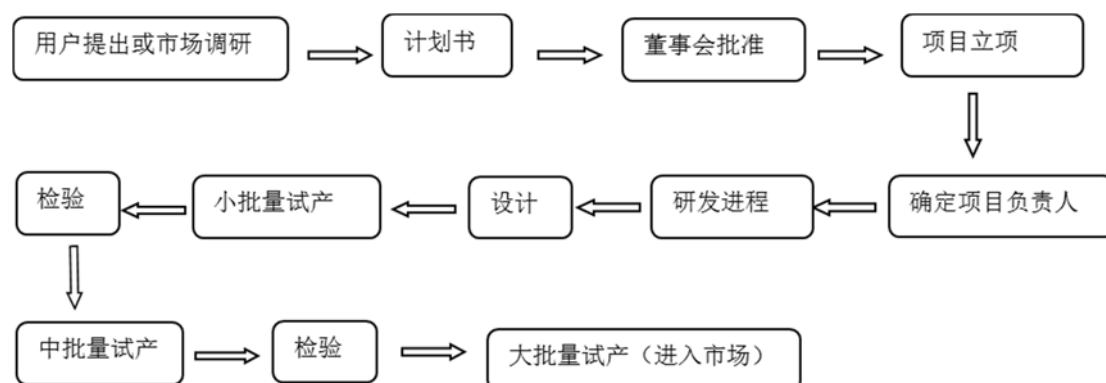 用户提出或市场调研
计划书
董事会批准
项目立项
确定项目负责人
研发进程
设计
小批量试产
检验
中批量试产
检验
大批量试产（进入市场）